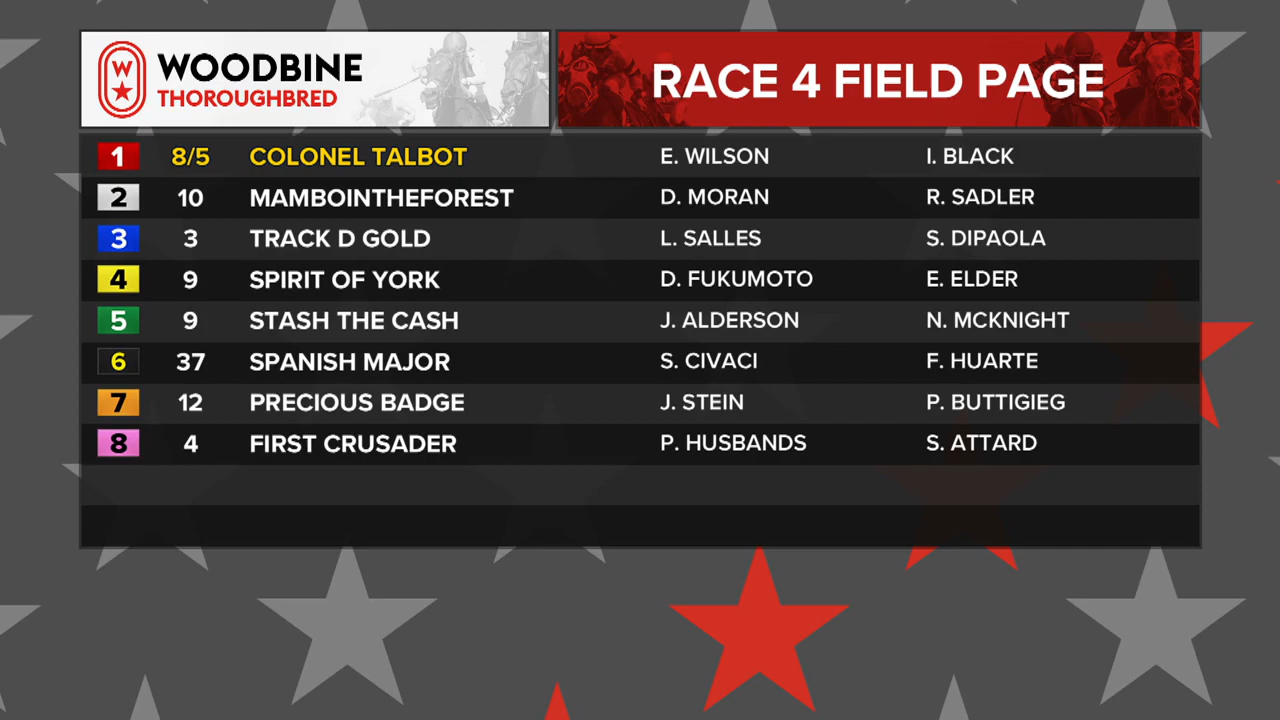 W
WOODBINE
THOROUGHBRED
RACE 4 FIELD PAGE
1 8/5 COLONEL TALBOT E. WILSON I. BLACK
2 10 MAMBOINTHEFOREST D. MORAN R. SADLER
3 3 TRACK D GOLD L. SALLES S. DIPAOLA
4 9 SPIRIT OF YORK D. FUKUMOTO E. ELDER
5 9 STASH THE CASH J. ALDERSON N. MCKNIGHT
6 37 SPANISH MAJOR S. CIVACI F. HUARTE
7 12 PRECIOUS BADGE J. STEIN P. BUTTIGIEG
8 4 FIRST CRUSADER P. HUSBANDS S. ATTARD